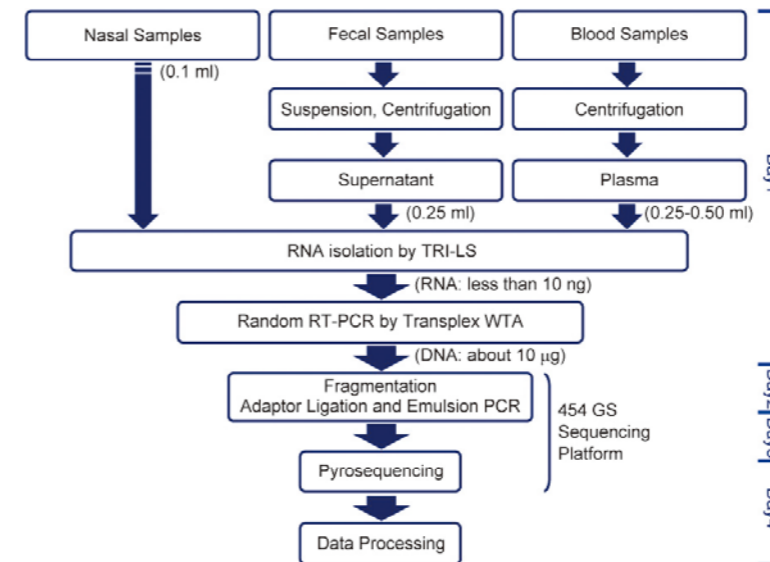 Nasal Samples
Fecal Samples
Blood Samples
(0.1 ml)
Suspension, Centrifugation
Centrifugation
Supernatant
Plasma
(0.25 ml)
(0.25-0.50 ml)
RNA isolation by TRI-LS
(RNA: less than 10 ng)
Random RT-PCR by Transplex WTA
(DNA: about 10 μg)
Fragmentation
Adaptor Ligation and Emulsion PCR
454 GS
Sequencing
Platform
Pyrosequencing
Data Processing